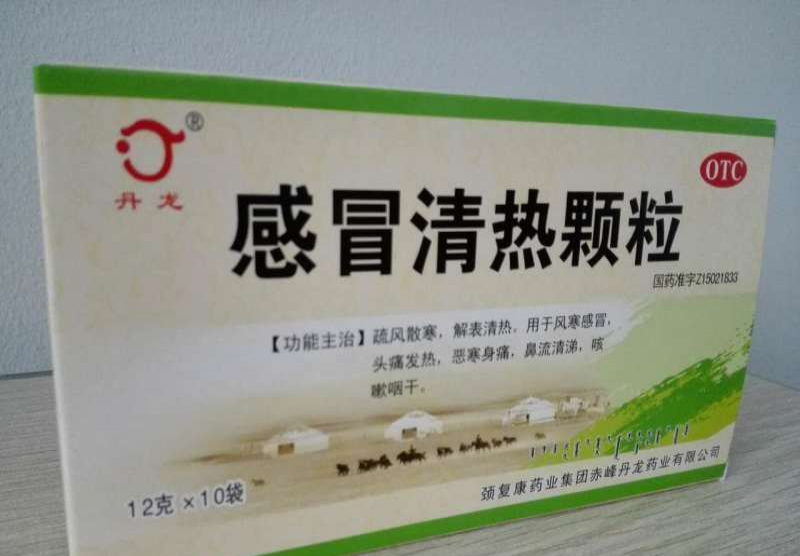 ®
丹龙
OTC
感冒清热颗粒
国药准字Z15021833
【功能主治】疏风散寒，解表清热。用于风寒感冒，
头痛发热，恶寒身痛，鼻流清涕，咳
嗽咽干。
12克×10袋
颈复康药业集团赤峰丹龙药业有限公司